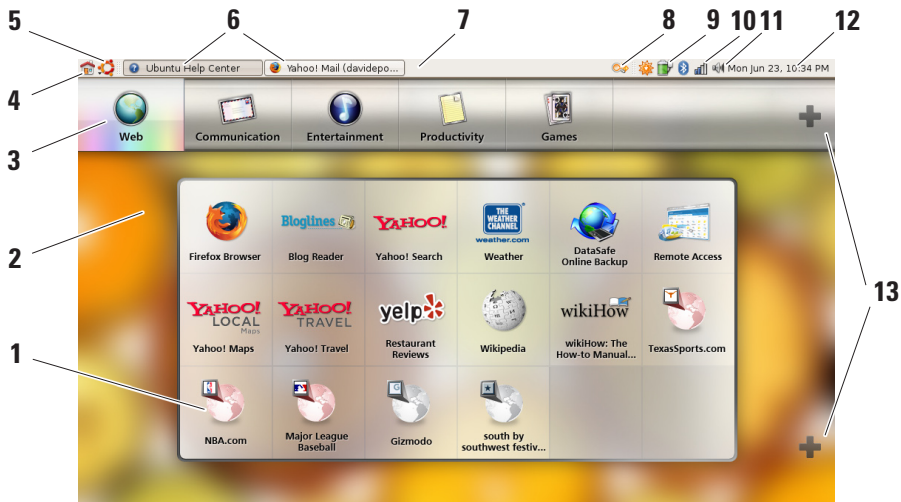 5 6 7 8 9 10 11 12
Ubuntu Help Center Yahoo! Mail (davidepo... Mon Jun 23, 10:34 PM
4
3
Web Communication Entertainment Productivity Games
2
Bloglines YAHOO! THE WEATHER CHANNEL weather.com
Firefox Browser Blog Reader Yahoo! Search Weather DataSafe Online Backup Remote Access
13
YAHOO! LOCAL Maps YAHOO! TRAVEL yelp wikiHow
Yahoo! Maps Yahoo! Travel Restaurant Reviews Wikipedia wikiHow: The How-to Manual... TexasSports.com
1
G
NBA.com Major League Baseball Gizmodo south by southwest festiv...